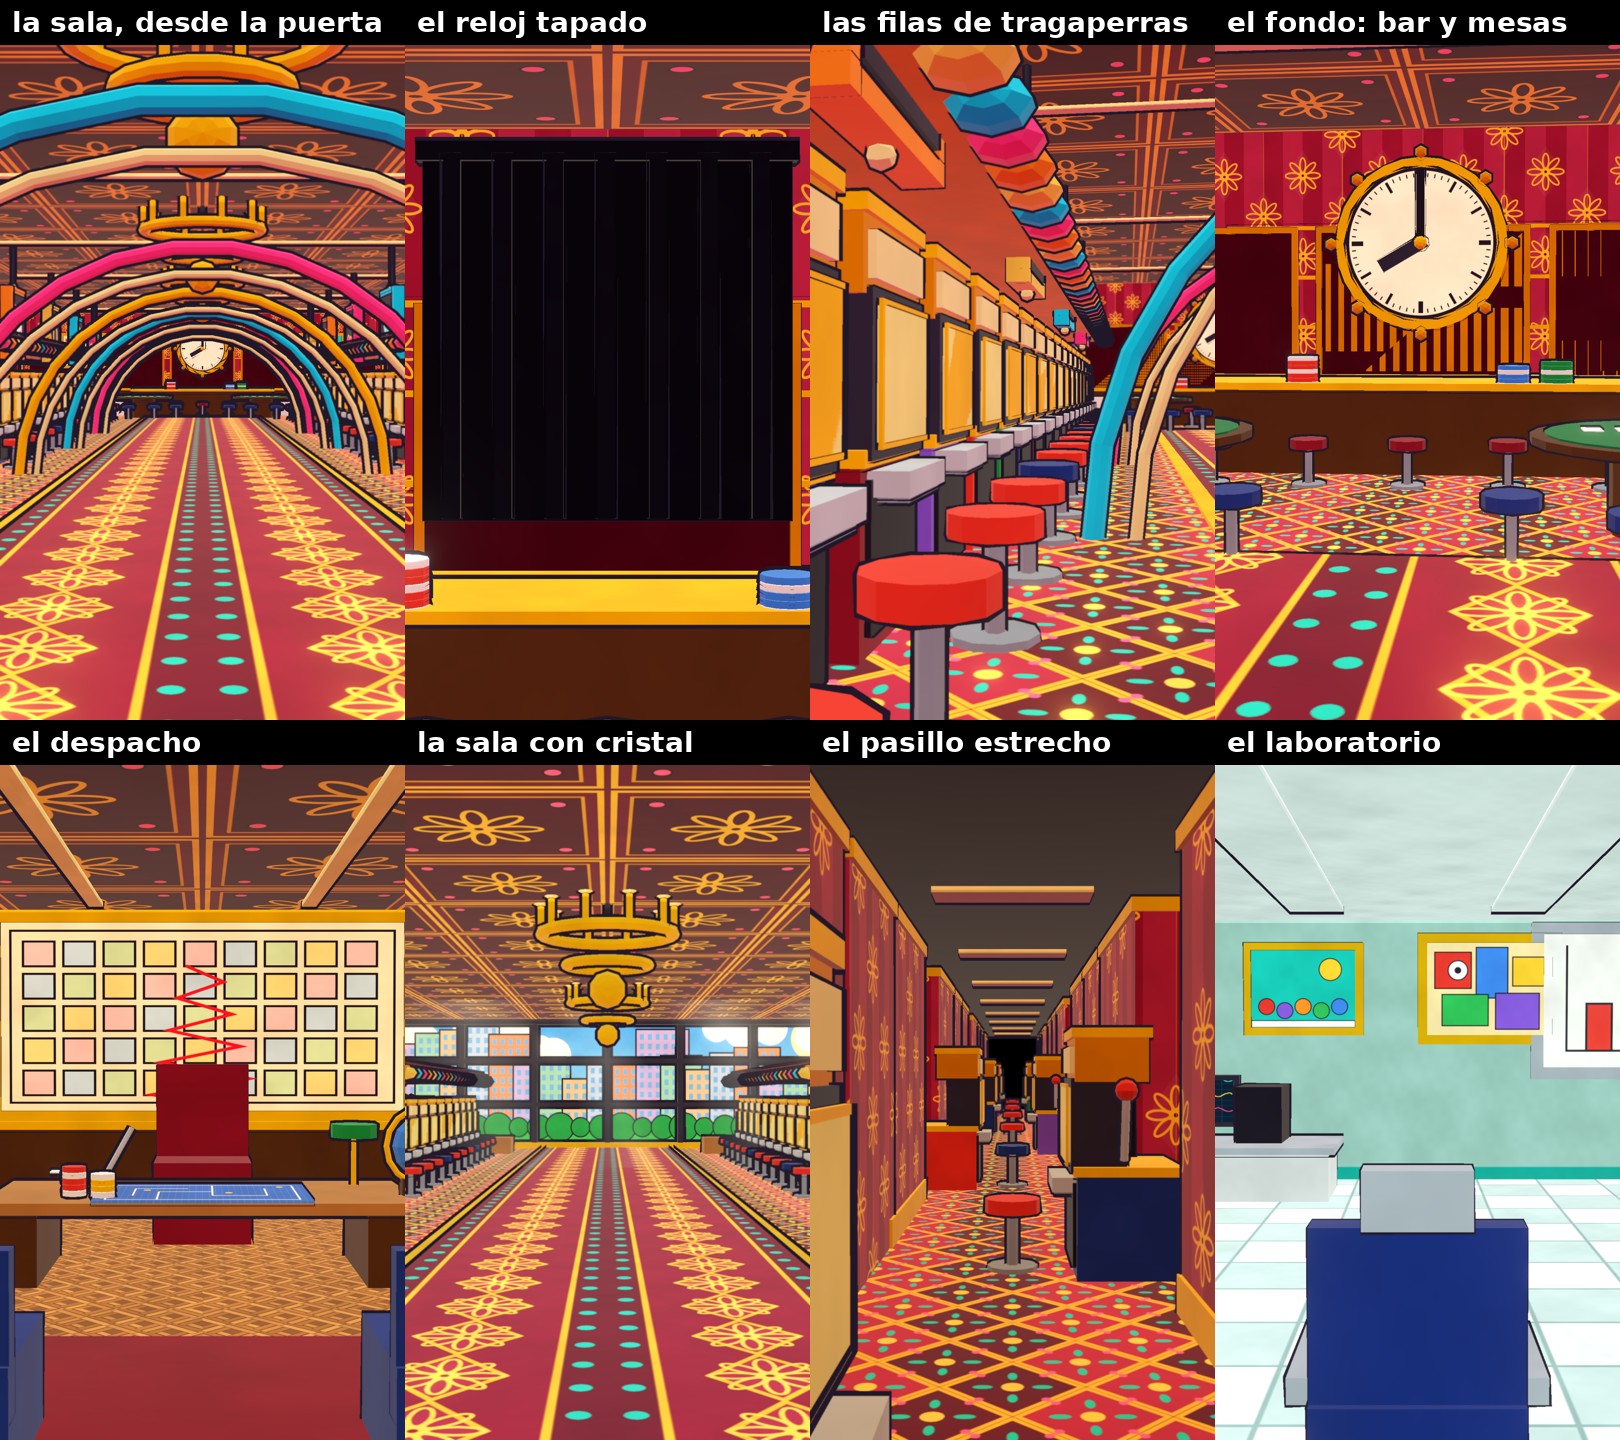 la sala, desde la puerta
el reloj tapado
las filas de tragaperras
el fondo: bar y mesas
el despacho
la sala con cristal
el pasillo estrecho
el laboratorio